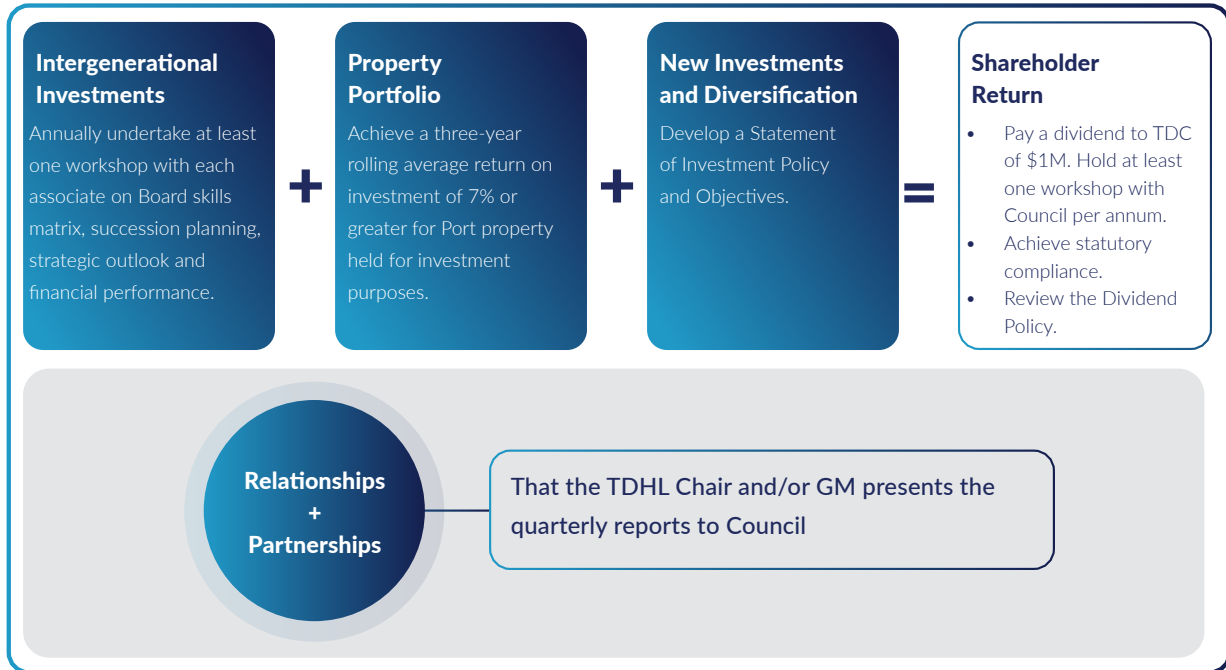 Intergenerational
Investments
Annually undertake at least
one workshop with each
associate on Board skills
matrix, succession planning,
strategic outlook and
financial performance.
+
Property
Portfolio
Achieve a three-year
rolling average return on
investment of 7% or
greater for Port property
held for investment
purposes.
+
New Investments
and Diversification
Develop a Statement
of Investment Policy
and Objectives.
=
Shareholder
Return
• Pay a dividend to TDC
of $1M. Hold at least
one workshop with
Council per annum.
• Achieve statutory
compliance.
• Review the Dividend
Policy.
Relationships
+
Partnerships
That the TDHL Chair and/or GM presents the
quarterly reports to Council